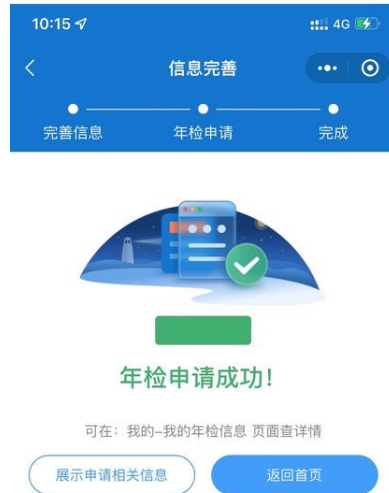 10:15 4G
信息完善
完善信息 年检申请 完成
年检申请成功!
可在：我的-我的年检信息 页面查详情
展示申请相关信息 返回首页